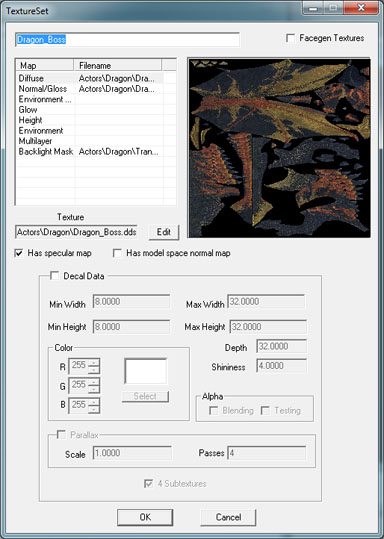 TextureSet
Dragon_Boss
Facegen Textures
Map Filename
Diffuse Actors\Dragon\Dra...
Normal/Gloss Actors\Dragon\Dra...
Environment ...
Glow
Height
Environment
Multilayer
Backlight Mask Actors\Dragon\Tran...
Texture
Actors\Dragon\Dragon_Boss.dds Edit
Has specular map Has model space normal map
Decal Data
Min Width 8.0000 Max Width 32.0000
Min Height 8.0000 Max Height 32.0000
Color Depth 32.0000
R 255 Shininess 4.0000
G 255
B 255 Select
Alpha
Blending Testing
Parallax
Scale 1.0000 Passes 4
4 Subtextures
OK Cancel